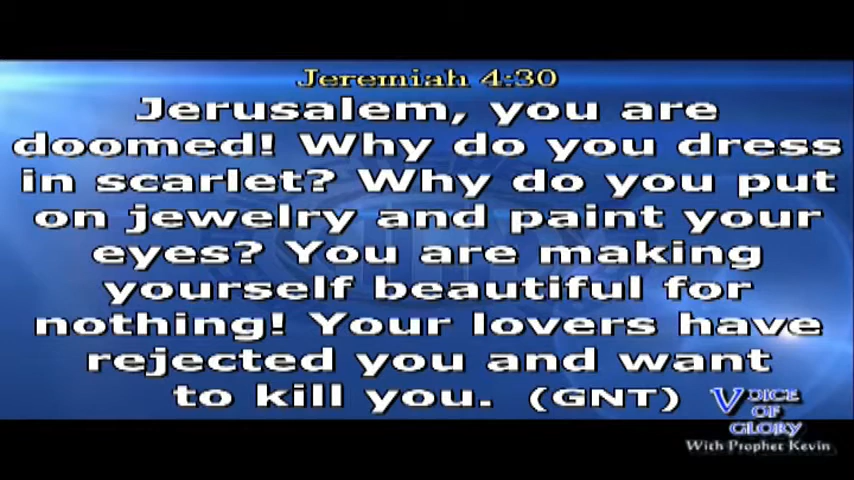 Jeremiah 4:30
Jerusalem, you are
doomed! Why do you dress
in scarlet? Why do you put
on jewelry and paint your
eyes? You are making
yourself beautiful for
nothing! Your lovers have
rejected you and want
to kill you. (GNT)
VOICE
OF
GLORY
With Prophet Kevin